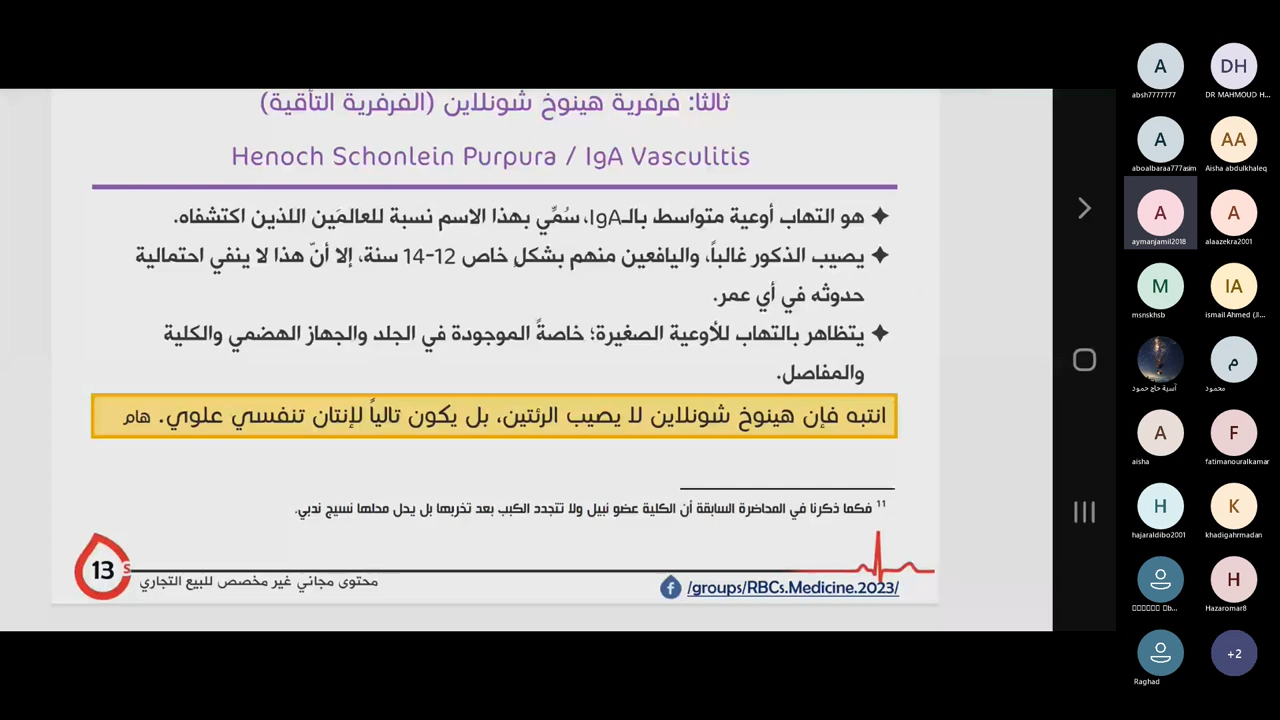 ثالثا: فرفرية هينوخ شونلاين (الفرفرية التأقية)
Henoch Schonlein Purpura / IgA Vasculitis
✦ هو التهاب أوعية متواسط بالـIgA، سُمِّي بهذا الاسم نسبة للعالمَين اللذين اكتشفاه.
✦ يصيب الذكور غالباً، واليافعين منهم بشكلٍ خاص 12-14 سنة، إلا أنّ هذا لا ينفي احتمالية
حدوثه في أي عمر.
✦ يتظاهر بالتهاب للأوعية الصغيرة؛ خاصةً الموجودة في الجلد والجهاز الهضمي والكلية
والمفاصل.
انتبه فإن هينوخ شونلاين لا يصيب الرئتين، بل يكون تالياً لإنتان تنفسي علوي. هام
11 فكما ذكرنا في المحاضرة السابقة أن الكلية عضو نبيل ولا تتجدد الكبب بعد تخربها بل يحل محلها نسيج ندبي.
13
محتوى مجاني غير مخصص للبيع التجاري
/groups/RBCs.Medicine.2023/
A
absh7777777
DH
DR MAHMOUD H...
A
aboalbaraa777asim
AA
Aisha abdulkhaleq
A
aymanjamil2018
A
alaazekra2001
M
msnskhsb
IA
ismail Ahmed (JI...
آسية حاج حمود
م
محمود
A
aisha
F
fatimanouralkamar
H
hajaraldibo2001
K
khadigahrmadan
H
Hazaromar8
Raghad
+2